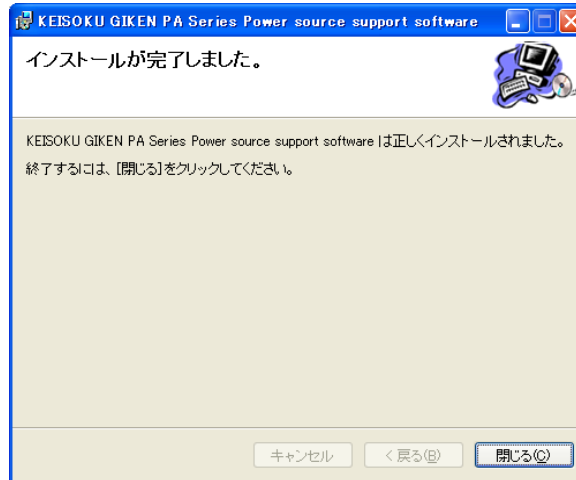 KEISOKU GIKEN PA Series Power source support software
インストールが完了しました。
KEISOKU GIKEN PA Series Power source support software は正しくインストールされました。
終了するには、[閉じる]をクリックしてください。
キャンセル
< 戻る(B)
閉じる(C)